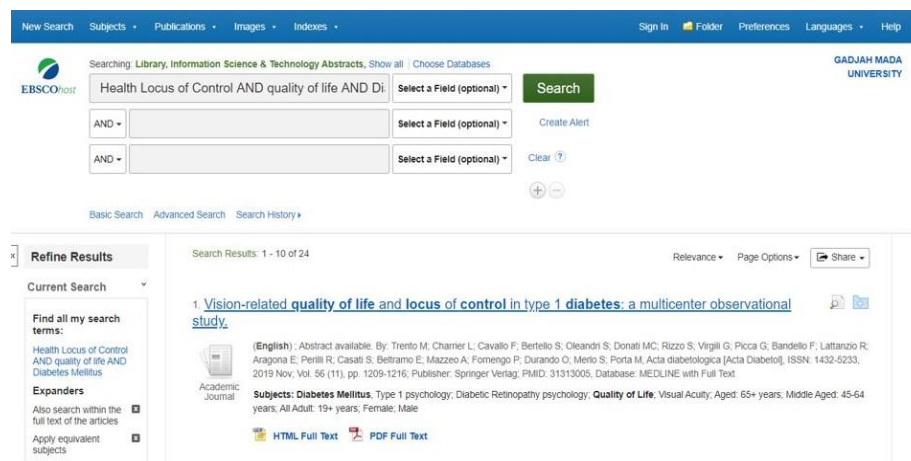 New Search Subjects Publications Images Indexes Sign In Folder Preferences Languages Help
Searching: Library, Information Science & Technology Abstracts, Show all | Choose Databases
GADJAH MADA
UNIVERSITY
EBSCOhost
Health Locus of Control AND quality of life AND Di
Select a Field (optional)
Search
AND
Select a Field (optional)
Create Alert
AND
Select a Field (optional)
Clear ?
Basic Search Advanced Search Search History
Refine Results
Current Search
Find all my search
terms:
Health Locus of Control
AND quality of life AND
Diabetes Mellitus
Expanders
Also search within the
full text of the articles
Apply equivalent
subjects
Search Results: 1 - 10 of 24
Relevance Page Options Share
1. Vision-related quality of life and locus of control in type 1 diabetes: a multicenter observational
study.
Academic
Journal
(English) ; Abstract available. By: Trento M; Charrier L; Cavallo F; Bertello S; Oleandri S; Donati MC; Rizzo S; Virgili G; Picca G; Bandello F; Lattanzio R;
Aragona E; Perilli R; Casati S; Beltramo E; Mazzeo A; Fornengo P; Durando O; Merlo S; Porta M, Acta diabetologica [Acta Diabetol], ISSN: 1432-5233,
2019 Nov; Vol. 56 (11), pp. 1209-1216; Publisher: Springer Verlag; PMID: 31313005, Database: MEDLINE with Full Text
Subjects: Diabetes Mellitus, Type 1 psychology; Diabetic Retinopathy psychology; Quality of Life; Visual Acuity; Aged: 65+ years; Middle Aged: 45-64
years; All Adult: 19+ years; Female; Male
HTML Full Text PDF Full Text